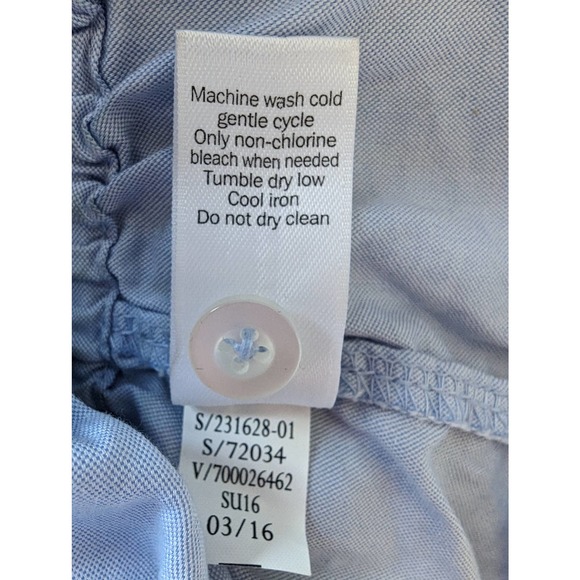 Machine wash cold
gentle cycle
Only non-chlorine
bleach when needed
Tumble dry low
Cool iron
Do not dry clean
S/231628-01
S/72034
V/700026462
SU16
03/16